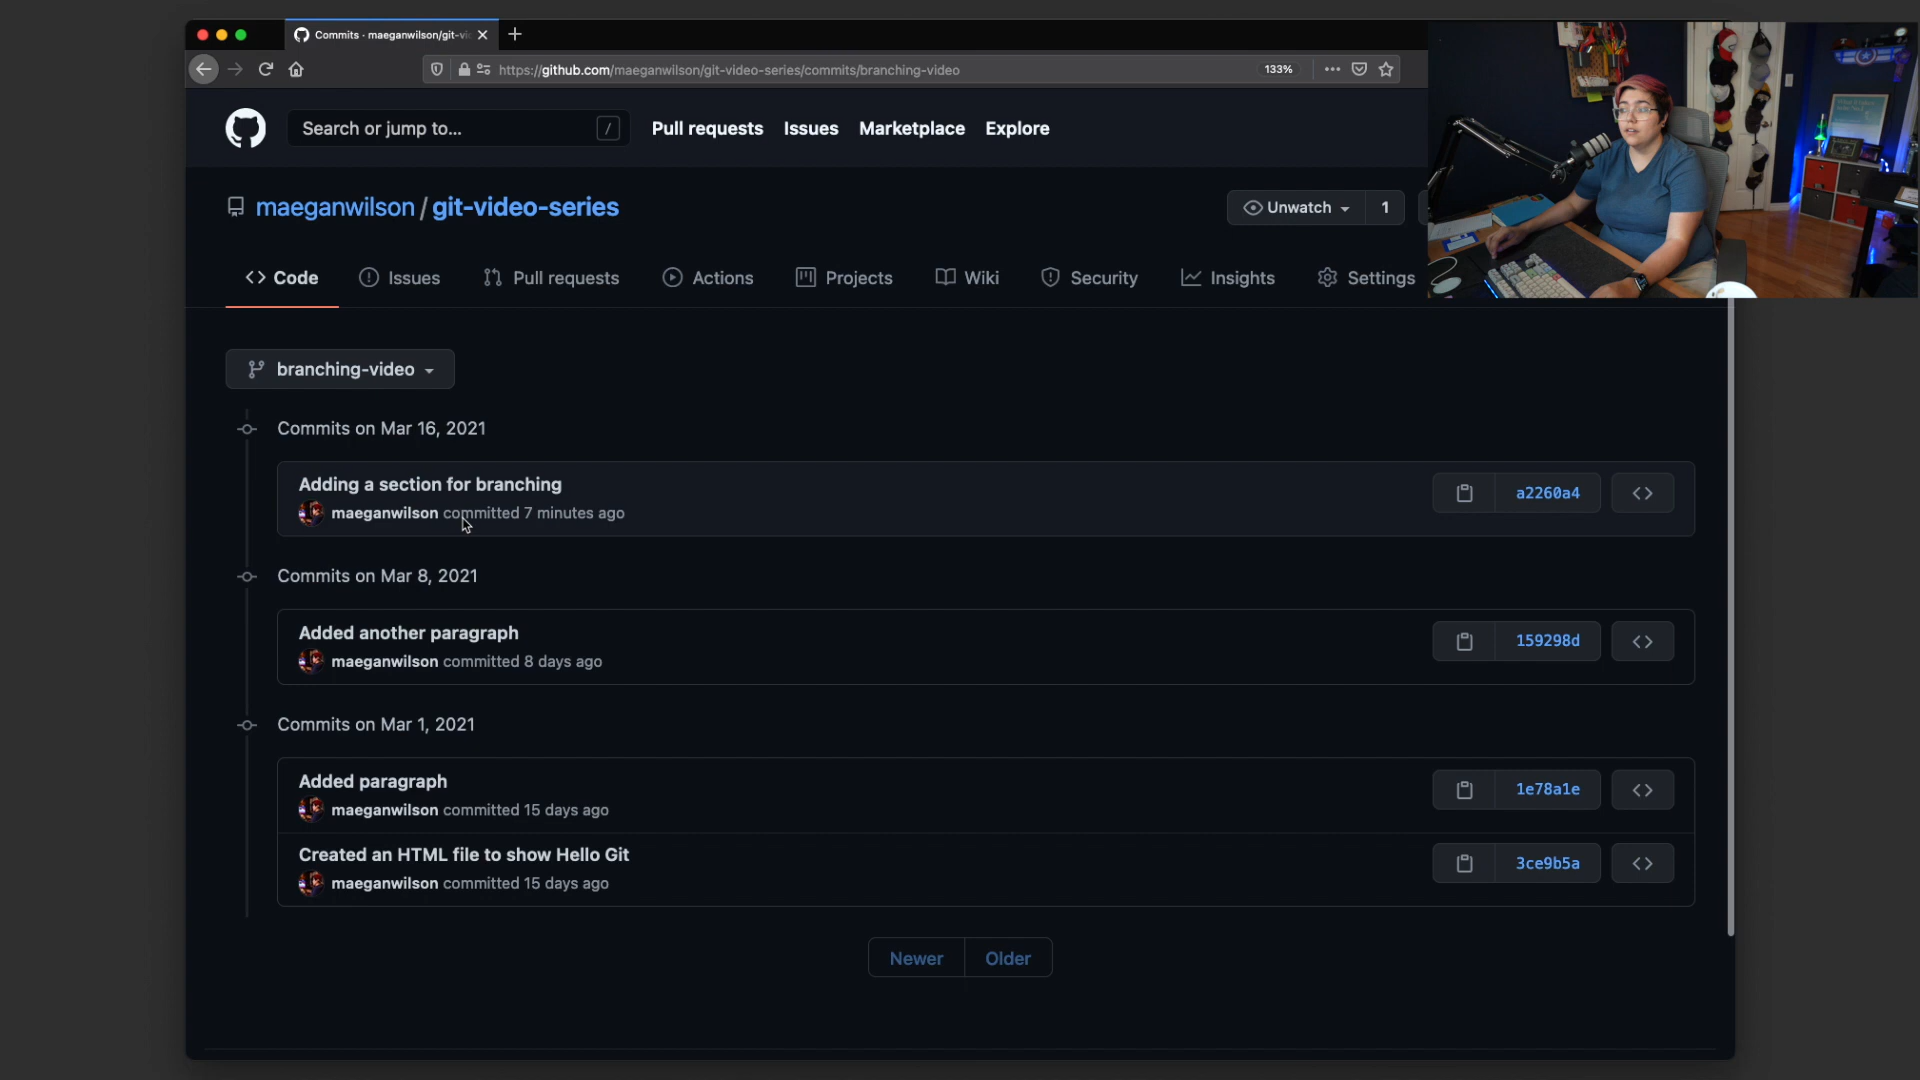 Commits · maeganwilson/git-vi
https://github.com/maeganwilson/git-video-series/commits/branching-video
133%
Search or jump to...
/
Pull requests
Issues
Marketplace
Explore
maeganwilson / git-video-series
Unwatch
1
Code
Issues
Pull requests
Actions
Projects
Wiki
Security
Insights
Settings
branching-video
Commits on Mar 16, 2021
Adding a section for branching
a2260a4
maeganwilson committed 7 minutes ago
Commits on Mar 8, 2021
Added another paragraph
159298d
maeganwilson committed 8 days ago
Commits on Mar 1, 2021
Added paragraph
1e78a1e
maeganwilson committed 15 days ago
Created an HTML file to show Hello Git
3ce9b5a
maeganwilson committed 15 days ago
Newer
Older